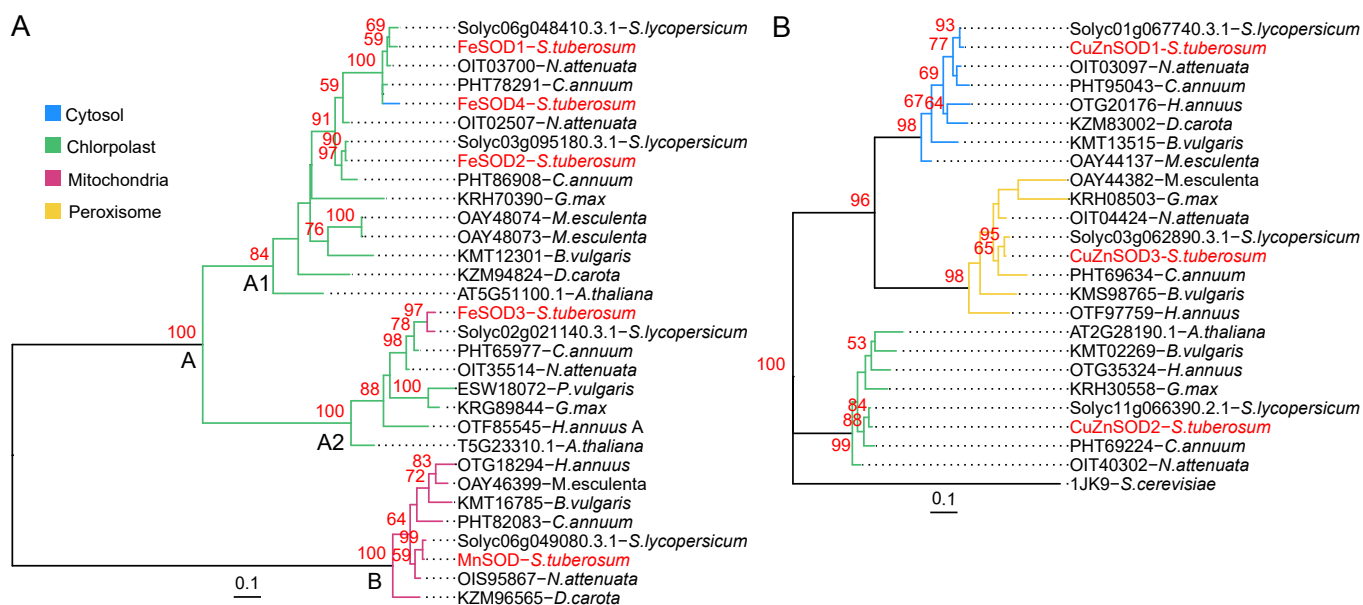 A
69
Solyc06g048410.3.1−S.lycopersicum
59
FeSOD1−S.tuberosum
100
OIT03700−N.attenuata
PHT78291−C.annuum
59
FeSOD4−S.tuberosum
91
OIT02507−N.attenuata
90
Solyc03g095180.3.1−S.lycopersicum
97
FeSOD2−S.tuberosum
PHT86908−C.annuum
KRH70390−G.max
100
OAY48074−M.esculenta
76
OAY48073−M.esculenta
KMT12301−B.vulgaris
84
KZM94824−D.carota
A1
AT5G51100.1−A.thaliana
Cytosol
Chlorpolast
Mitochondria
Peroxisome
100
A
97
FeSOD3−S.tuberosum
78
Solyc02g021140.3.1−S.lycopersicum
98
PHT65977−C.annuum
OIT35514−N.attenuata
88
100
ESW18072−P.vulgaris
KRG89844−G.max
100
OTF85545−H.annuus A
A2
T5G23310.1−A.thaliana
83
OTG18294−H.annuus
72
OAY46399−M.esculenta
KMT16785−B.vulgaris
64
PHT82083−C.annuum
99
Solyc06g049080.3.1−S.lycopersicum
100
59
MnSOD−S.tuberosum
B
OIS95867−N.attenuata
KZM96565−D.carota
0.1
B
93
Solyc01g067740.3.1−S.lycopersicum
77
CuZnSOD1-S.tuberosum
OIT03097−N.attenuata
69
PHT95043−C.annuum
67
64
OTG20176−H.annuus
98
KZM83002−D.carota
KMT13515−B.vulgaris
OAY44137−M.esculenta
96
OAY44382−M.esculenta
KRH08503−G.max
OIT04424−N.attenuata
95
Solyc03g062890.3.1−S.lycopersicum
65
CuZnSOD3-S.tuberosum
98
PHT69634−C.annuum
KMS98765−B.vulgaris
OTF97759−H.annuus
AT2G28190.1−A.thaliana
53
KMT02269−B.vulgaris
100
OTG35324−H.annuus
KRH30558−G.max
84
Solyc11g066390.2.1−S.lycopersicum
88
CuZnSOD2−S.tuberosum
99
PHT69224−C.annuum
OIT40302−N.attenuata
1JK9−S.cerevisiae
0.1